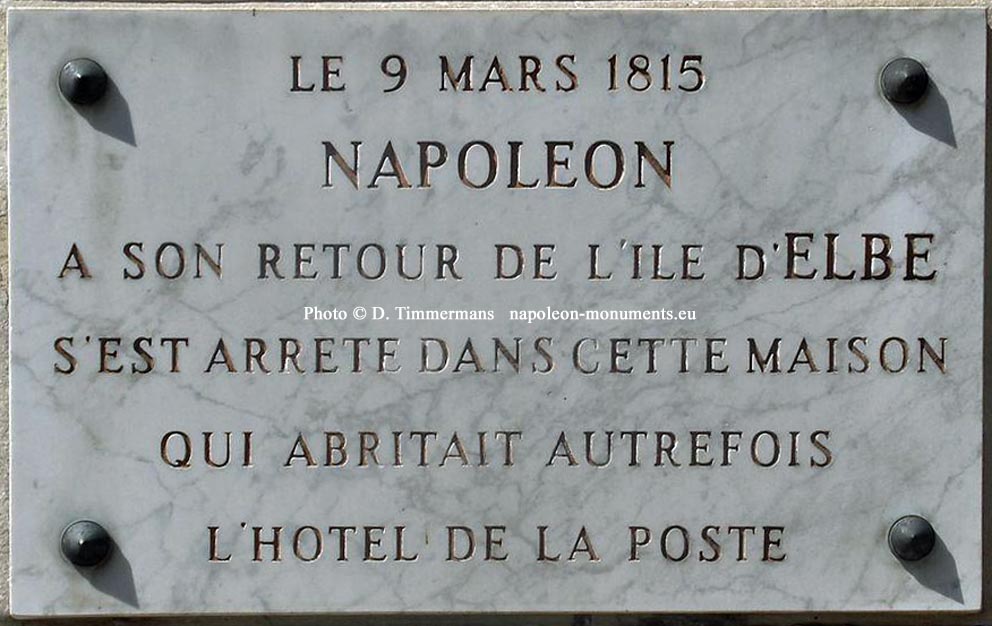 LE 9 MARS 1815
NAPOLEON
A SON RETOUR DE L'ILE D'ELBE
Photo © D. Timmermans napoleon-monuments.eu
S'EST ARRETE DANS CETTE MAISON
QUI ABRITAIT AUTREFOIS
L'HOTEL DE LA POSTE